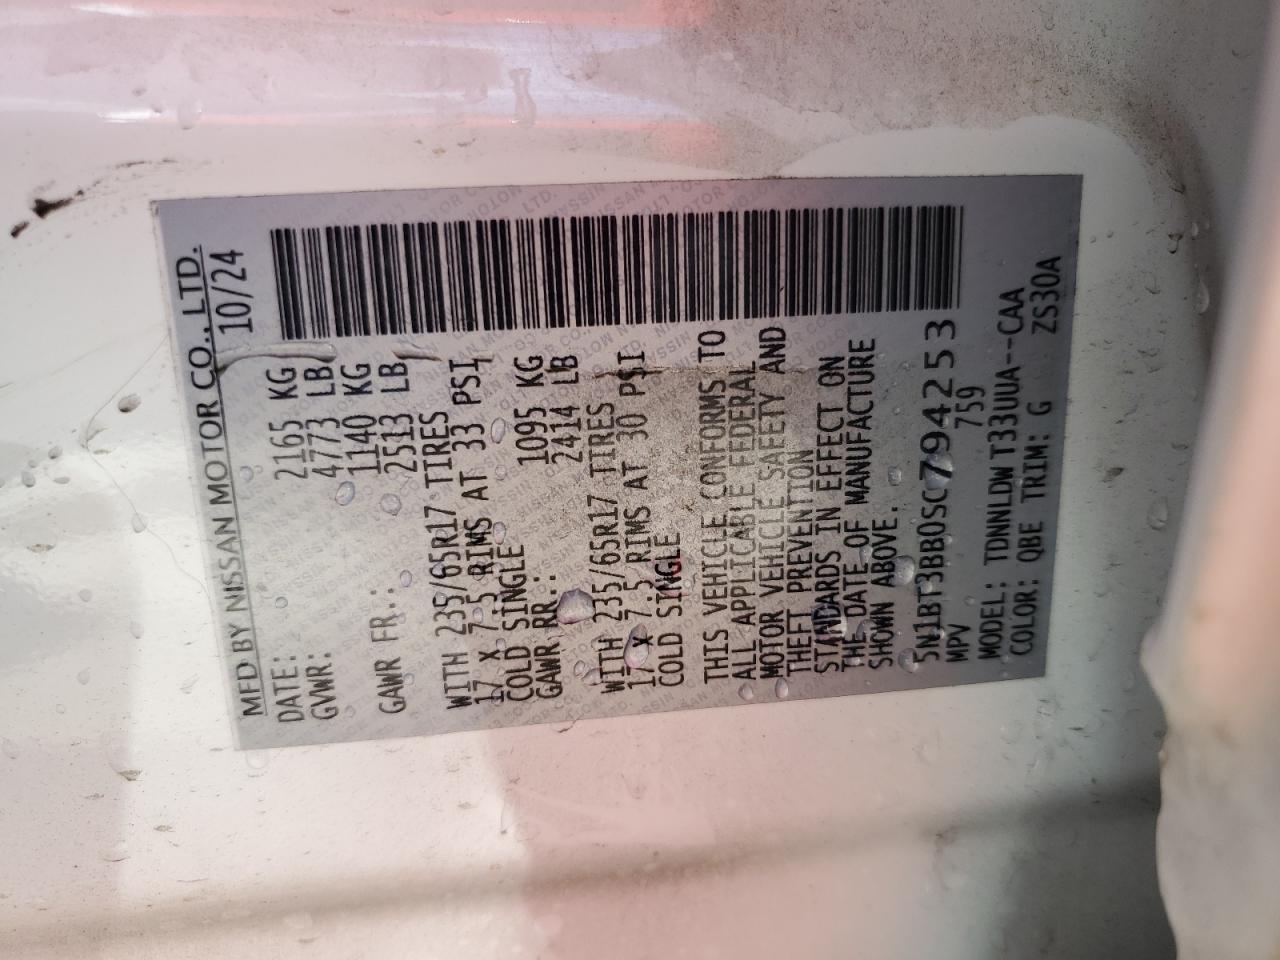 MFD BY NISSAN MOTOR CO., LTD.
DATE: 10/24
GVWR: 2165 KG
4773 LB
1140 KG
GAWR FR.: 2513 LB
WITH 235/65R17 TIRES
17 X 7.5 RIMS AT 33 PSI
COLD SINGLE
GAWR RR.: 1095 KG
2414 LB
WITH 235/65R17 TIRES
17 X 7.5 RIMS AT 30 PSI
COLD SINGLE
THIS VEHICLE CONFORMS TO
ALL APPLICABLE FEDERAL
MOTOR VEHICLE SAFETY AND
THEFT PREVENTION
STANDARDS IN EFFECT ON
THE DATE OF MANUFACTURE
SHOWN ABOVE.
5N1BT3BB0SC794253
MPV 759
MODEL: TDNNLDW T33UUA--CAA
COLOR: QBE TRIM: G ZS30A